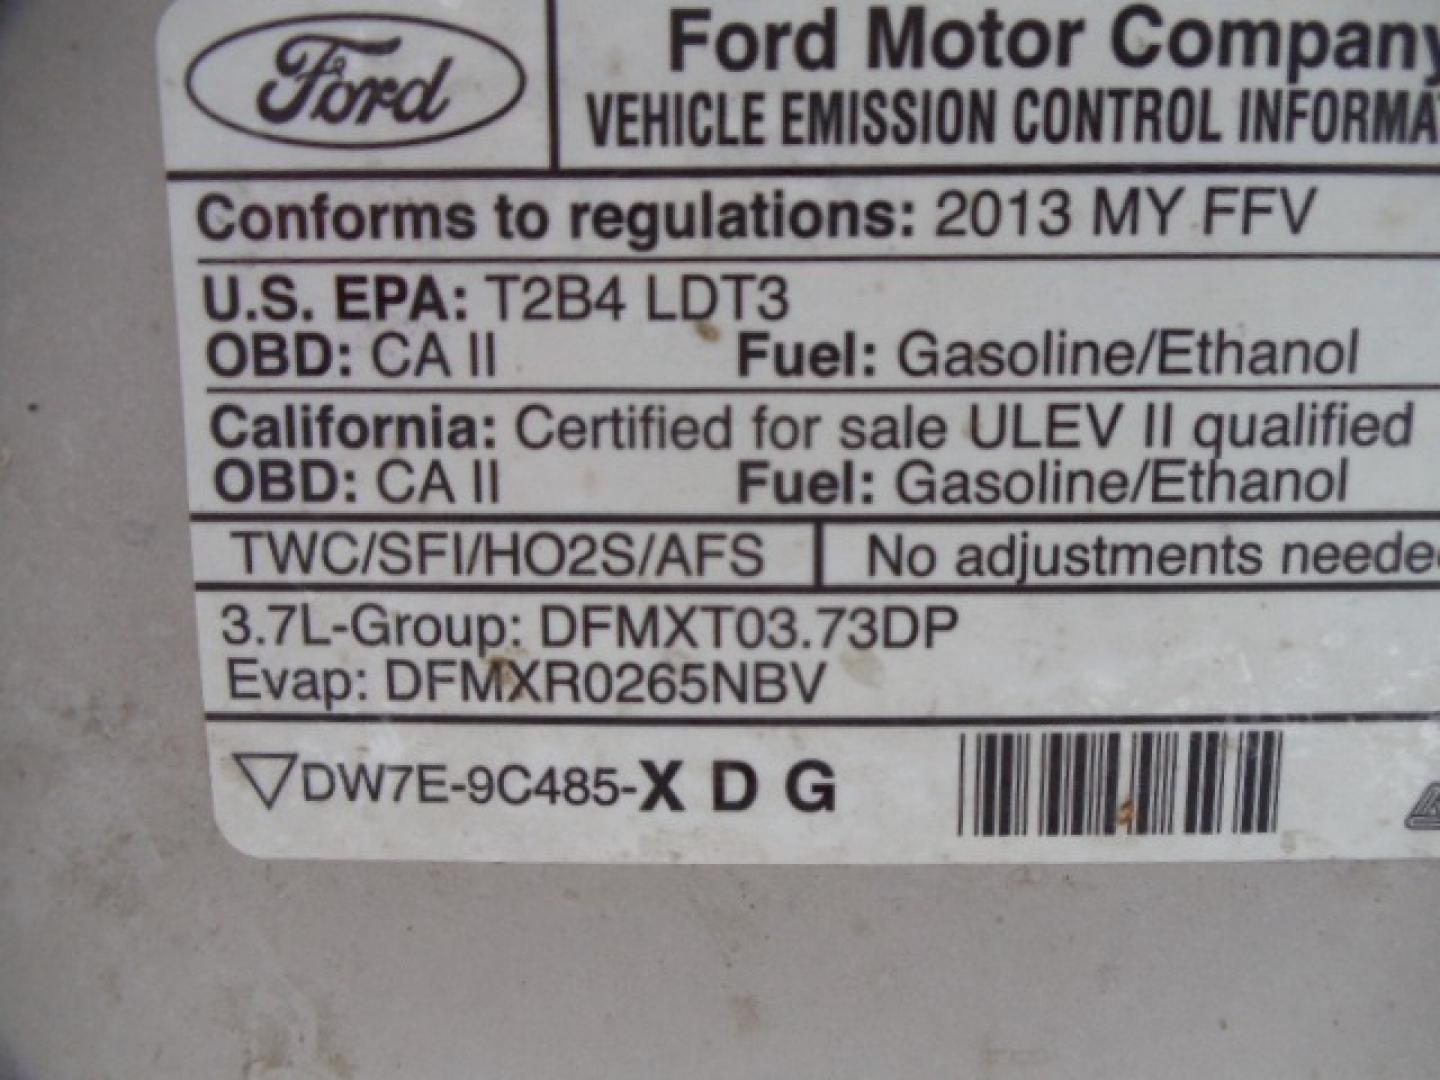 Ford
Ford Motor Company
VEHICLE EMISSION CONTROL INFORMA
Conforms to regulations: 2013 MY FFV
U.S. EPA: T2B4 LDT3
OBD: CA II Fuel: Gasoline/Ethanol
California: Certified for sale ULEV II qualified
OBD: CA II Fuel: Gasoline/Ethanol
TWC/SFI/HO2S/AFS No adjustments neede
3.7L-Group: DFMXT03.73DP
Evap: DFMXR0265NBV
DW7E-9C485-X D G